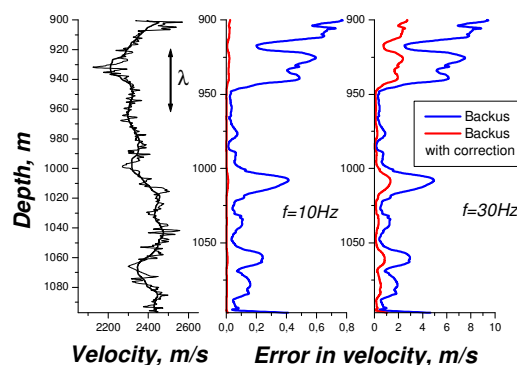 900
920
940
960
980
1000
1020
1040
1060
1080
Depth, m
λ
2200 2400 2600
Velocity, m/s
900
950
1000
1050
f=10Hz
0,0 0,2 0,4 0,6 0,8
900
950
1000
1050
Backus
Backus
with correction
f=30Hz
0 2 4 6 8 10
Error in velocity, m/s